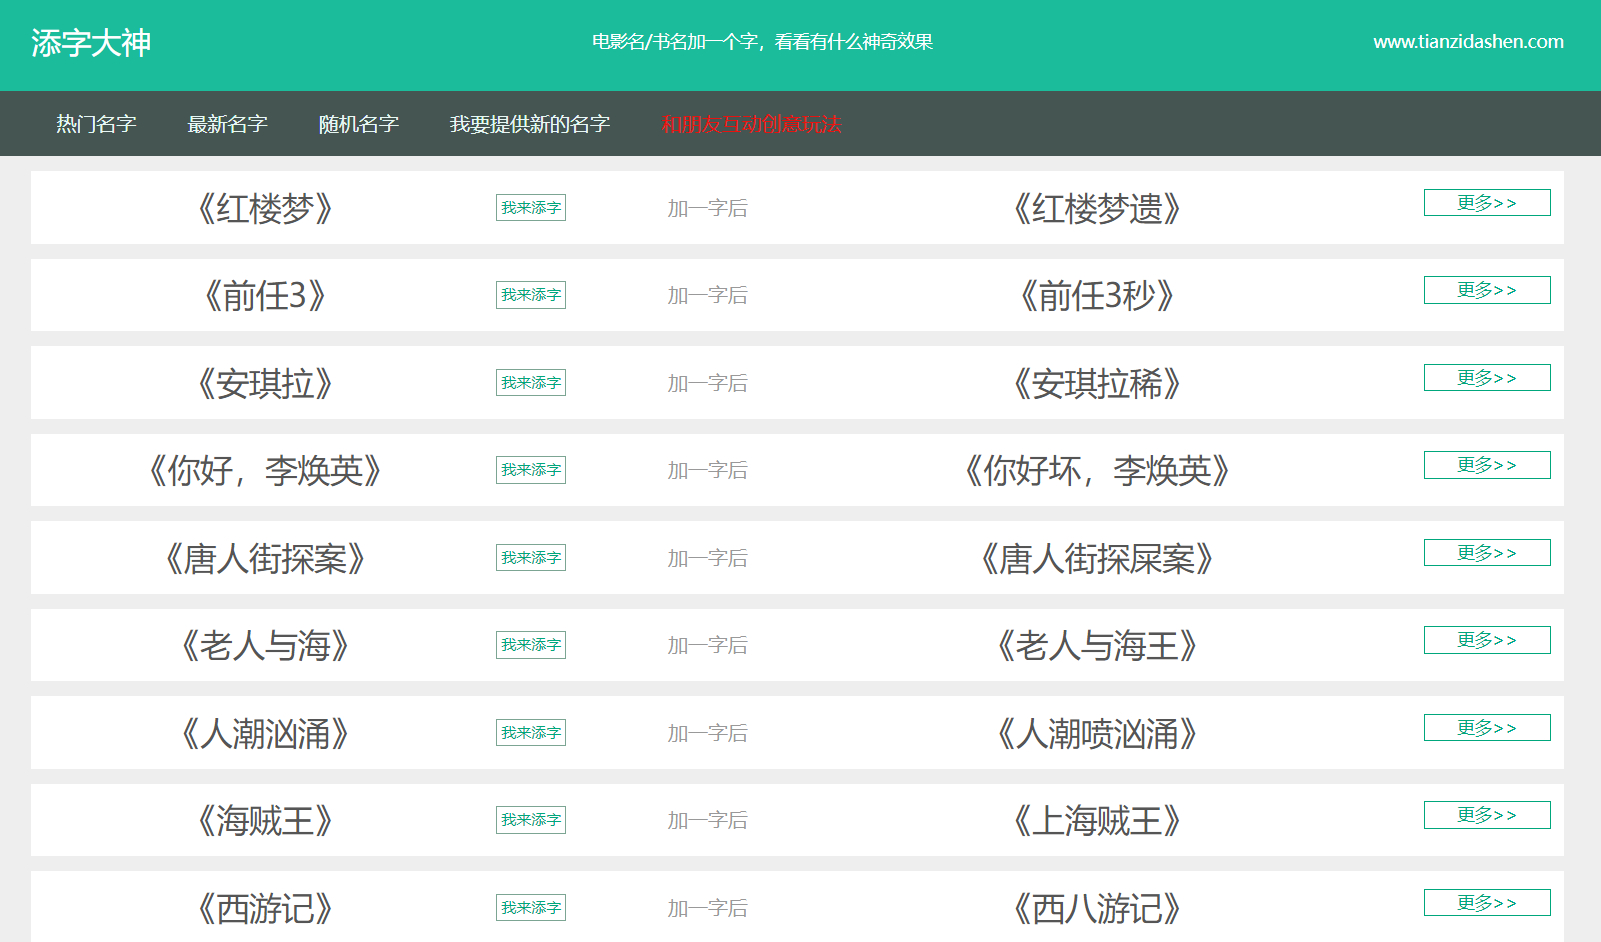 添字大神 电影名/书名加一个字，看看有什么神奇效果 www.tianzidashen.com
热门名字 最新名字 随机名字 我要提供新的名字 和朋友互动创意玩法
《红楼梦》 我来添字 加一字后 《红楼梦遗》 更多>>
《前任3》 我来添字 加一字后 《前任3秒》 更多>>
《安琪拉》 我来添字 加一字后 《安琪拉稀》 更多>>
《你好，李焕英》 我来添字 加一字后 《你好坏，李焕英》 更多>>
《唐人街探案》 我来添字 加一字后 《唐人街探屎案》 更多>>
《老人与海》 我来添字 加一字后 《老人与海王》 更多>>
《人潮汹涌》 我来添字 加一字后 《人潮喷汹涌》 更多>>
《海贼王》 我来添字 加一字后 《上海贼王》 更多>>
《西游记》 我来添字 加一字后 《西八游记》 更多>>